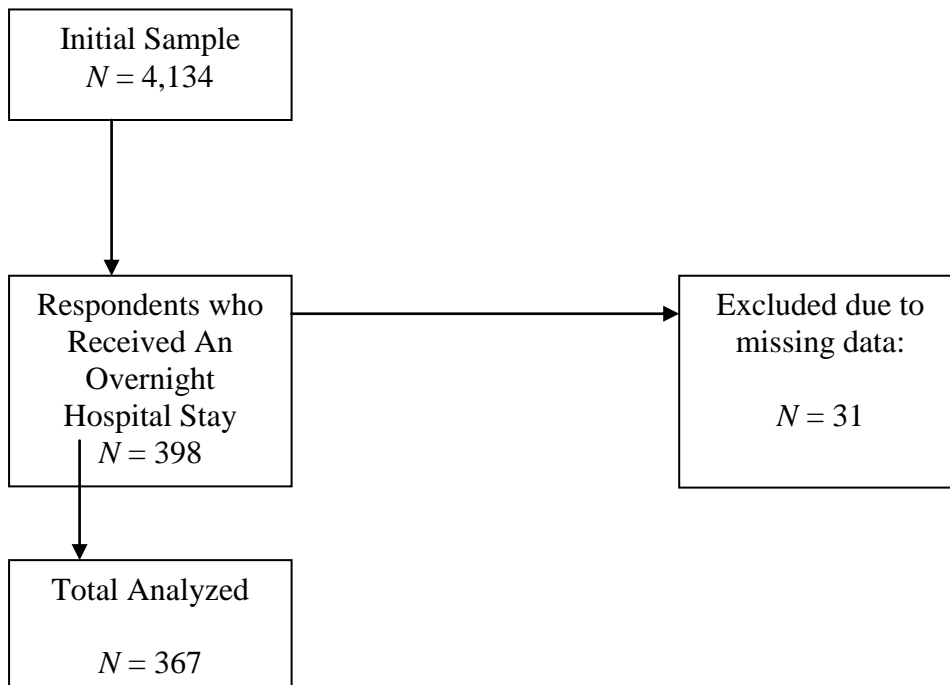 Initial Sample
N = 4,134
Respondents who
Received An
Overnight
Hospital Stay
N = 398
Excluded due to
missing data:
N = 31
Total Analyzed
N = 367